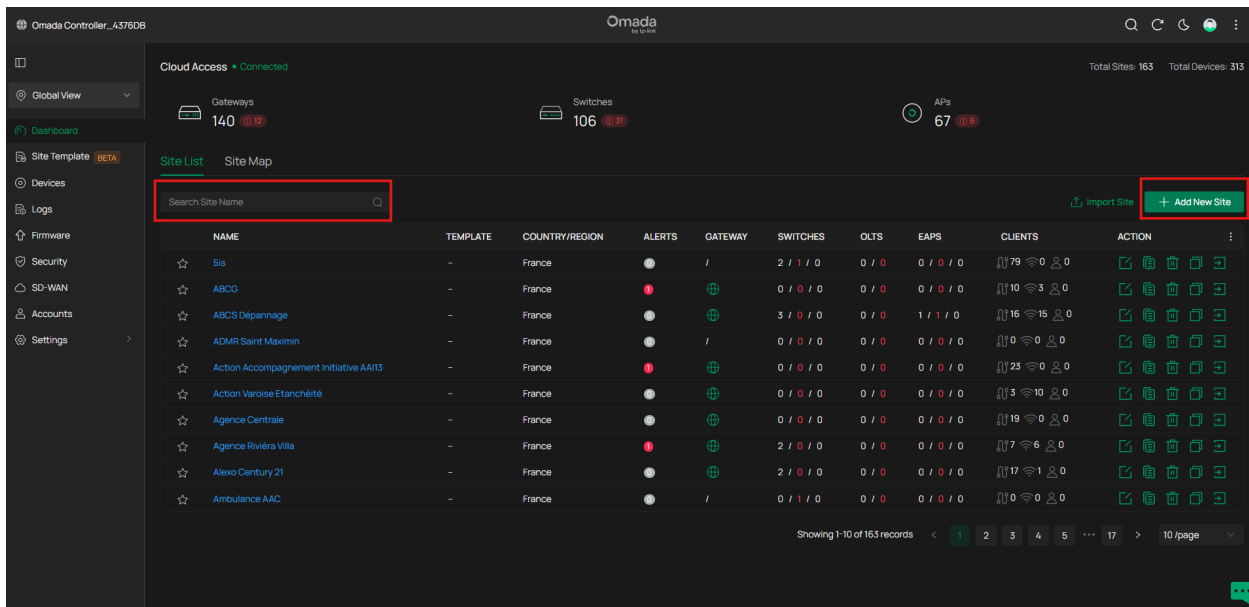 Omada Controller_4376DB
Omada
by tp-link
Global View
Dashboard
Site Template BETA
Devices
Logs
Firmware
Security
SD-WAN
Accounts
Settings
Cloud Access • Connected
Total Sites: 163 Total Devices: 313
Gateways
140 12
Switches
106 31
APs
67 6
Site List Site Map
Search Site Name
Import Site
+ Add New Site
NAME TEMPLATE COUNTRY/REGION ALERTS GATEWAY SWITCHES OLTS EAPS CLIENTS ACTION
5is – France 0 / 2 / 1 / 0 0 / 0 0 / 0 / 0 79 0 0
ABCG – France 1 0 / 0 / 0 0 / 0 0 / 0 / 0 10 3 0
ABCS Dépannage – France 0 3 / 0 / 0 0 / 0 1 / 1 / 0 16 15 0
ADMR Saint Maximin – France 0 / 0 / 0 / 0 0 / 0 0 / 0 / 0 0 0 0
Action Accompagnement Initiative AAI13 – France 1 0 / 0 / 0 0 / 0 0 / 0 / 0 23 0 0
Action Varoise Etanchéité – France 0 0 / 0 / 0 0 / 0 0 / 0 / 0 3 10 0
Agence Centrale – France 0 0 / 0 / 0 0 / 0 0 / 0 / 0 19 0 0
Agence Riviéra Villa – France 1 2 / 0 / 0 0 / 0 0 / 0 / 0 7 6 0
Alexo Century 21 – France 0 2 / 0 / 0 0 / 0 0 / 0 / 0 17 1 0
Ambulance AAC – France 0 / 0 / 1 / 0 0 / 0 0 / 0 / 0 0 0 0
Showing 1-10 of 163 records < 1 2 3 4 5 ••• 17 > 10 /page